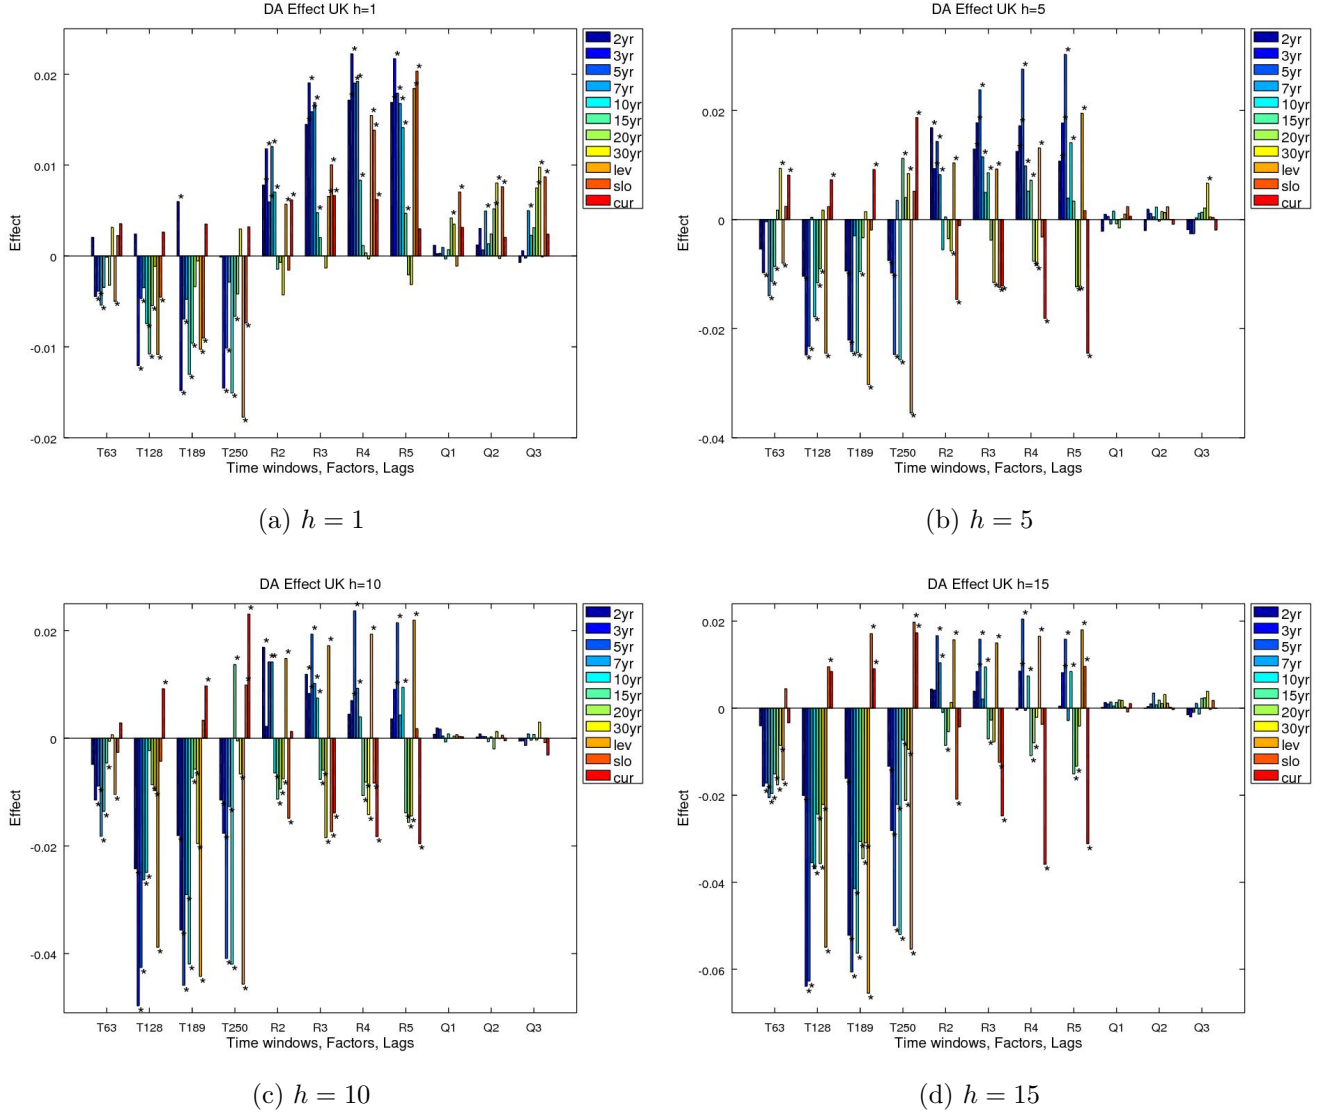 DA Effect UK h=1
0.02
0.01
0
-0.01
-0.02
Effect
T63 T128 T189 T250 R2 R3 R4 R5 Q1 Q2 Q3
Time windows, Factors, Lags
2yr
3yr
5yr
7yr
10yr
15yr
20yr
30yr
lev
slo
cur
(a) h = 1
DA Effect UK h=5
0.02
0
-0.02
-0.04
Effect
T63 T128 T189 T250 R2 R3 R4 R5 Q1 Q2 Q3
Time windows, Factors, Lags
2yr
3yr
5yr
7yr
10yr
15yr
20yr
30yr
lev
slo
cur
(b) h = 5
DA Effect UK h=10
0.02
0
-0.02
-0.04
Effect
T63 T128 T189 T250 R2 R3 R4 R5 Q1 Q2 Q3
Time windows, Factors, Lags
2yr
3yr
5yr
7yr
10yr
15yr
20yr
30yr
lev
slo
cur
(c) h = 10
DA Effect UK h=15
0.02
0
-0.02
-0.04
-0.06
Effect
T63 T128 T189 T250 R2 R3 R4 R5 Q1 Q2 Q3
Time windows, Factors, Lags
2yr
3yr
5yr
7yr
10yr
15yr
20yr
30yr
lev
slo
cur
(d) h = 15